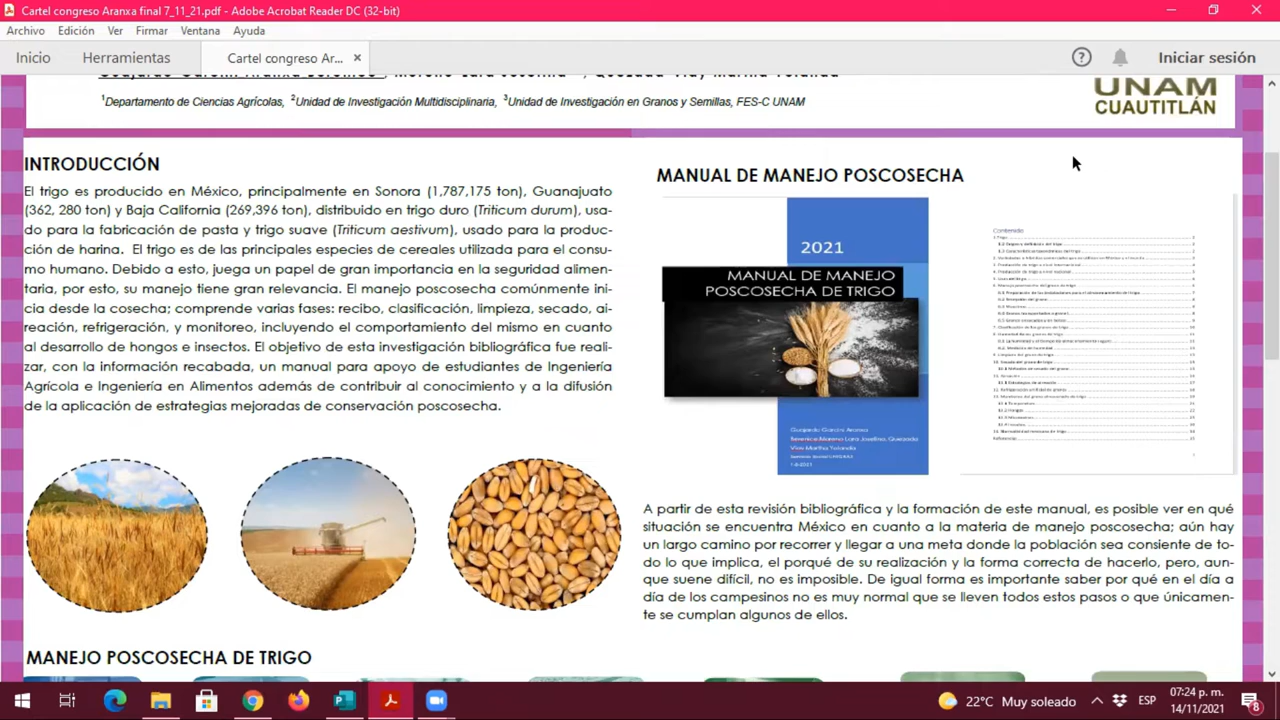 Cartel congreso Aranxa final 7_11_21.pdf - Adobe Acrobat Reader DC (32-bit)
Archivo Edición Ver Firmar Ventana Ayuda
Inicio Herramientas Cartel congreso Ar... × Iniciar sesión
¹Departamento de Ciencias Agrícolas, ²Unidad de Investigación Multidisciplinaria, ³Unidad de Investigación en Granos y Semillas, FES-C UNAM
UNAM
CUAUTITLÁN
INTRODUCCIÓN
El trigo es producido en México, principalmente en Sonora (1,787,175 ton), Guanajuato
(362, 280 ton) y Baja California (269,396 ton), distribuido en trigo duro (Triticum durum), usa-
do para la fabricación de pasta y trigo suave (Triticum aestivum), usado para la produc-
ción de harina. El trigo es de los principales granos de cereales utilizada para el consu-
mo humano. Debido a esto, juega un papel de suma importancia en la seguridad alimen-
taria, por esto, su manejo tiene gran relevancia. El manejo poscosecha comúnmente ini-
cia desde la cosecha; comprende varias etapas: recibo, clasificación, limpieza, secado, ai-
reación, refrigeración, y monitoreo, incluyendo el comportamiento del mismo en cuanto
al desarrollo de hongos e insectos. El objetivo de esta investigación bibliográfica fue reali-
zar, con la información recabada, un manual de apoyo de estudiantes de Ingeniería
Agrícola e Ingeniería en Alimentos además de contribuir al conocimiento y a la difusión
de la aplicación de estrategias mejoradas de conservación poscosecha.
MANEJO POSCOSECHA DE TRIGO
MANUAL DE MANEJO POSCOSECHA
2021
MANUAL DE MANEJO
POSCOSECHA DE TRIGO
Contenido
A partir de esta revisión bibliográfica y la formación de este manual, es posible ver en qué
situación se encuentra México en cuanto a la materia de manejo poscosecha; aún hay
un largo camino por recorrer y llegar a una meta donde la población sea consiente de to-
do lo que implica, el porqué de su realización y la forma correcta de hacerlo, pero, aun-
que suene difícil, no es imposible. De igual forma es importante saber por qué en el día a
día de los campesinos no es muy normal que se lleven todos estos pasos o que únicamen-
te se cumplan algunos de ellos.
22°C Muy soleado ESP 07:24 p. m.
14/11/2021
8